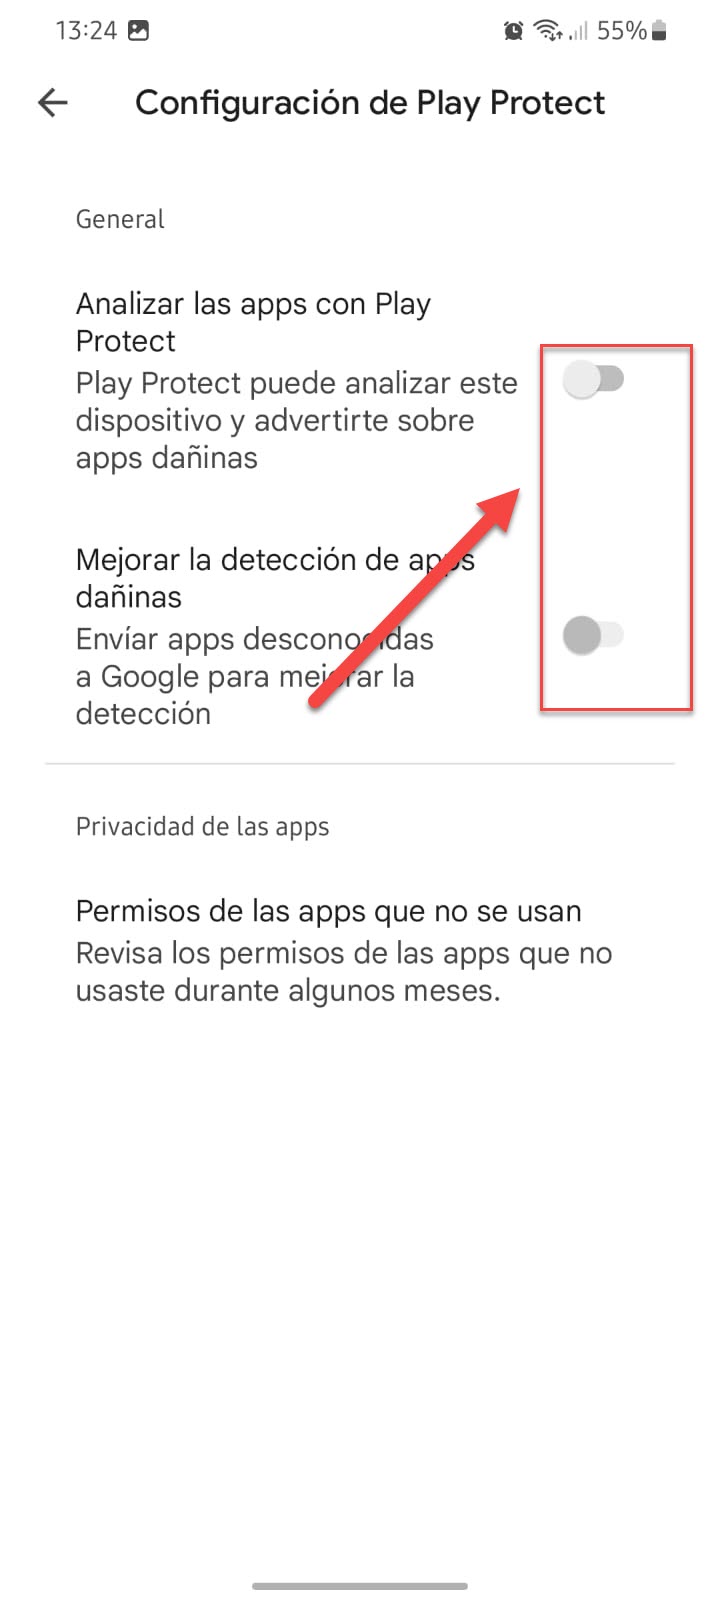 13:24
55%
Configuración de Play Protect
General
Analizar las apps con Play
Protect
Play Protect puede analizar este
dispositivo y advertirte sobre
apps dañinas
Mejorar la detección de apps
dañinas
Envíar apps desconocidas
a Google para mejorar la
detección
Privacidad de las apps
Permisos de las apps que no se usan
Revisa los permisos de las apps que no
usaste durante algunos meses.